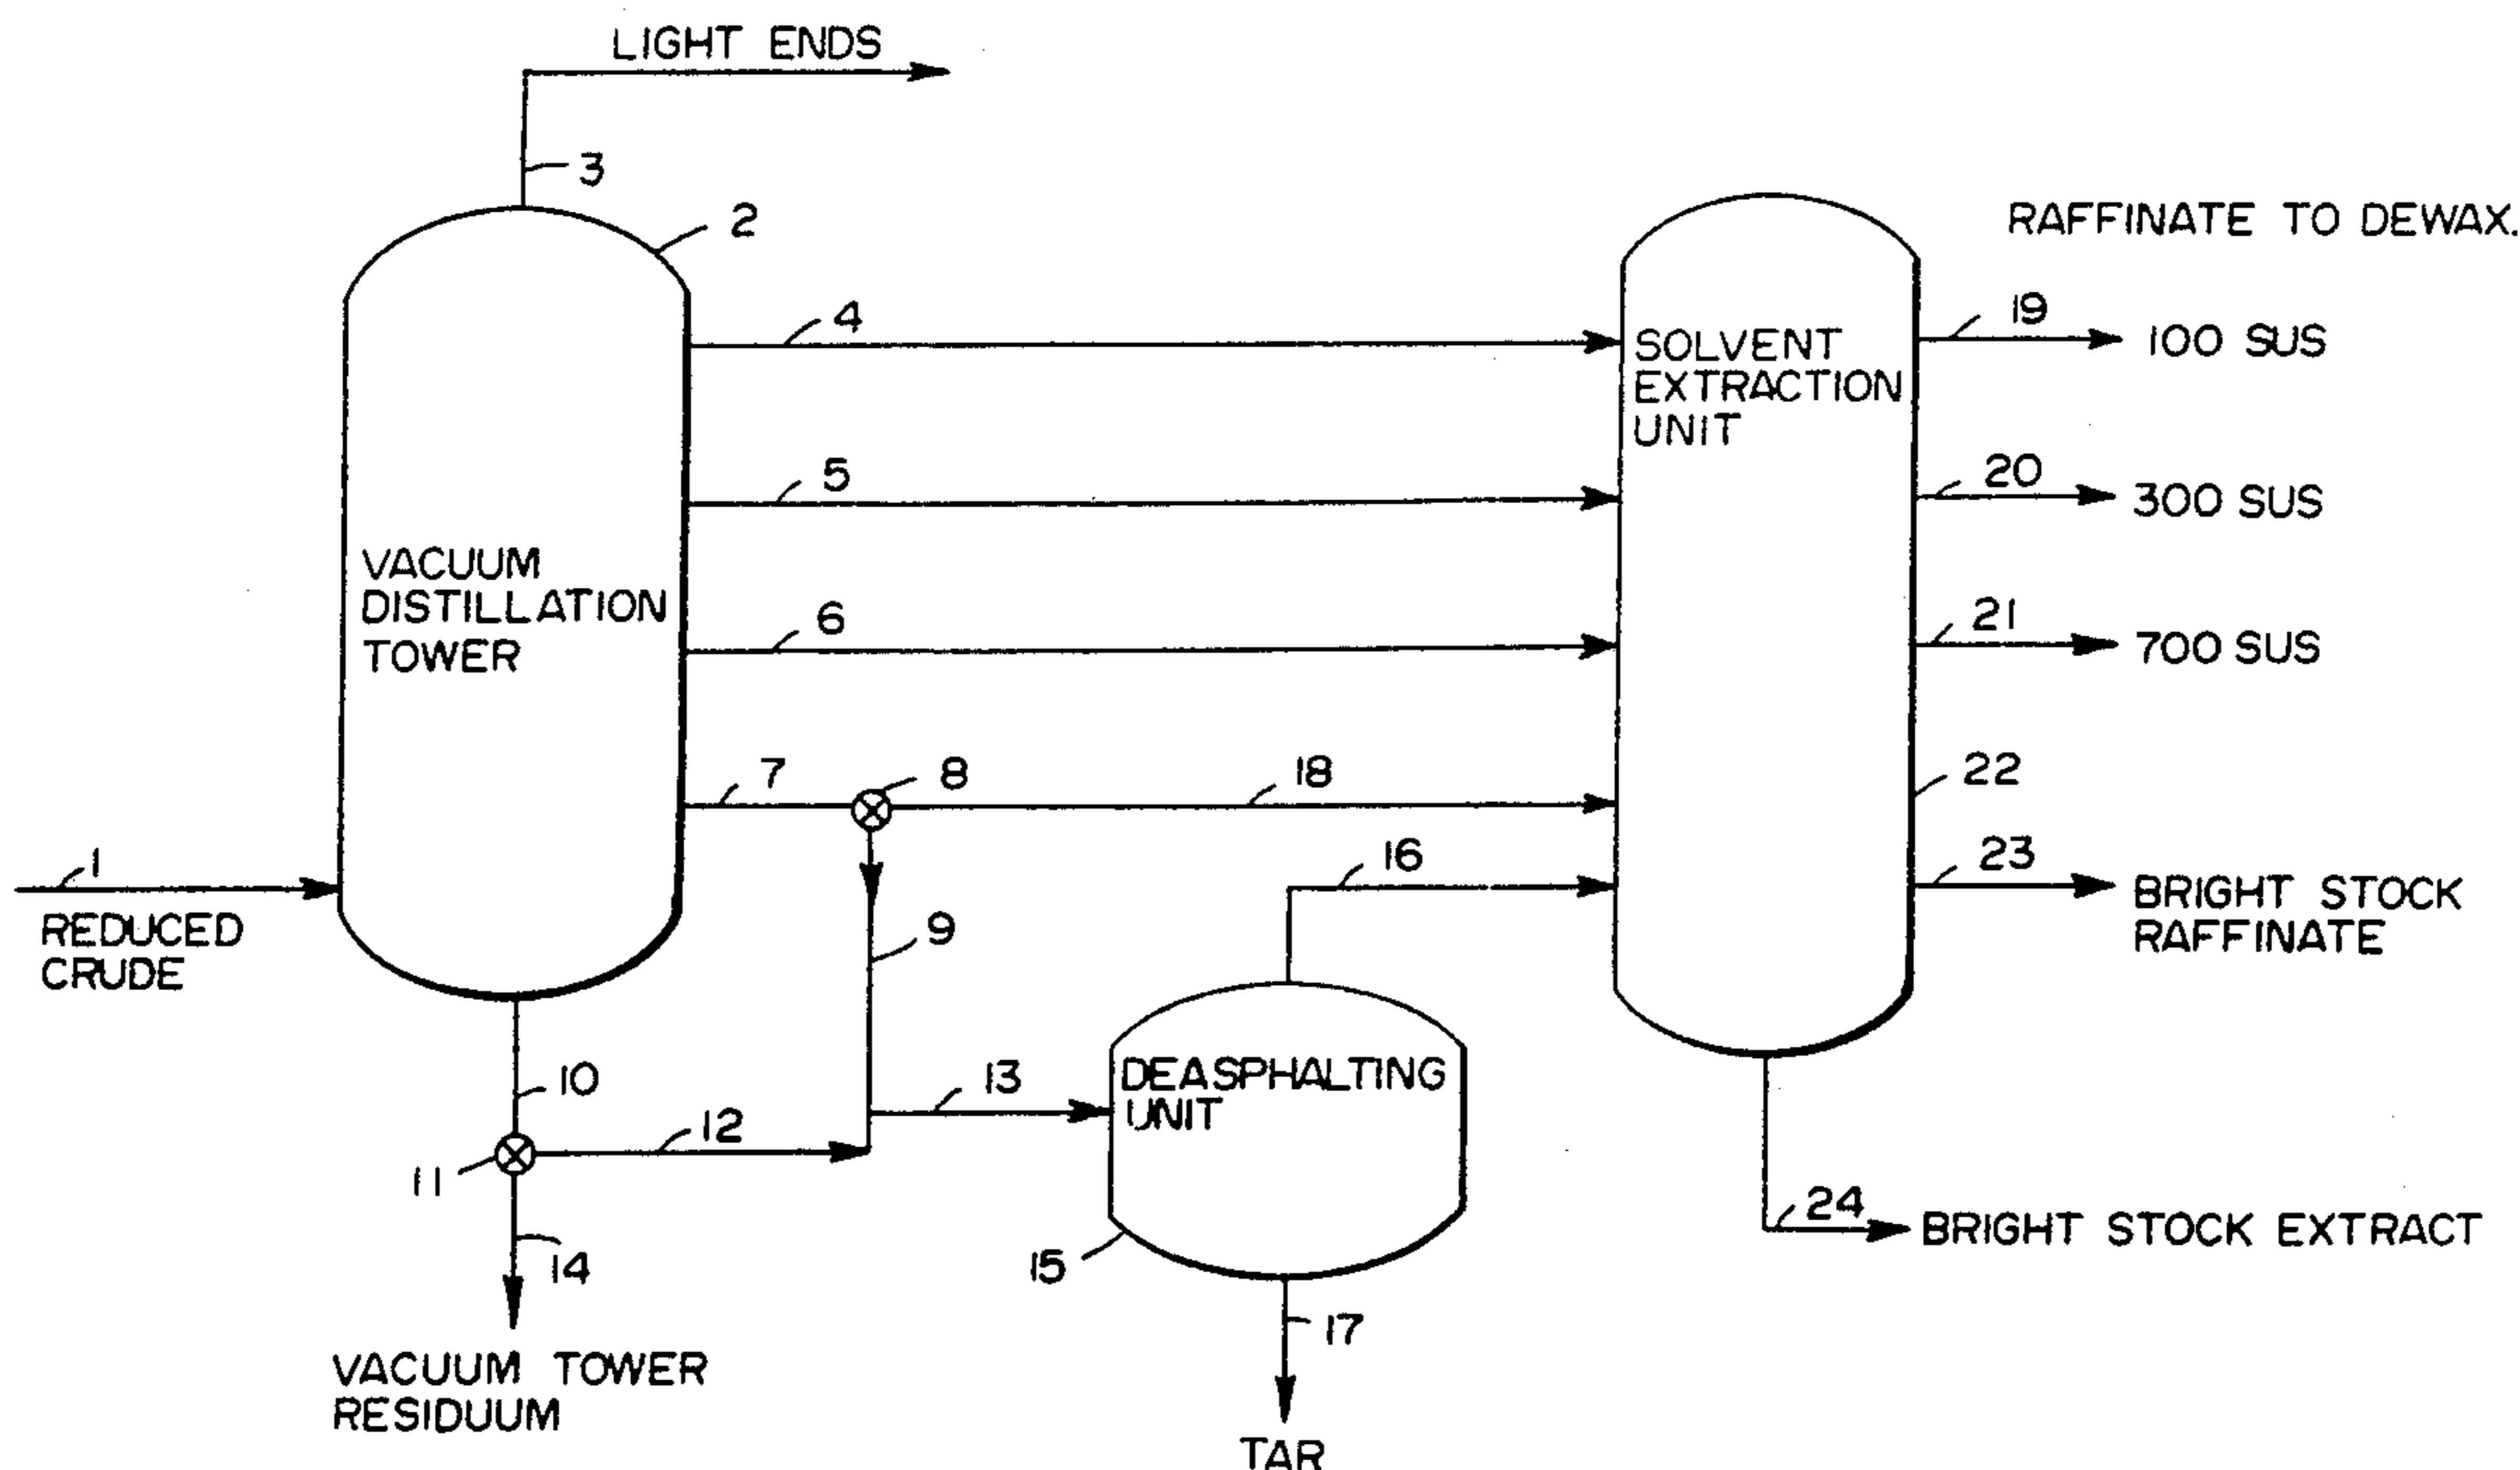 LIGHT ENDS
3
2
RAFFINATE TO DEWAX.
4
19
100 SUS
SOLVENT
EXTRACTION
UNIT
5
20
300 SUS
VACUUM
DISTILLATION
TOWER
6
21
700 SUS
7
8
18
22
1
REDUCED
CRUDE
16
23
BRIGHT STOCK
RAFFINATE
9
10
13
DEASPHALTING
UNIT
12
11
24
BRIGHT STOCK EXTRACT
14
15
17
VACUUM TOWER
RESIDUUM
TAR